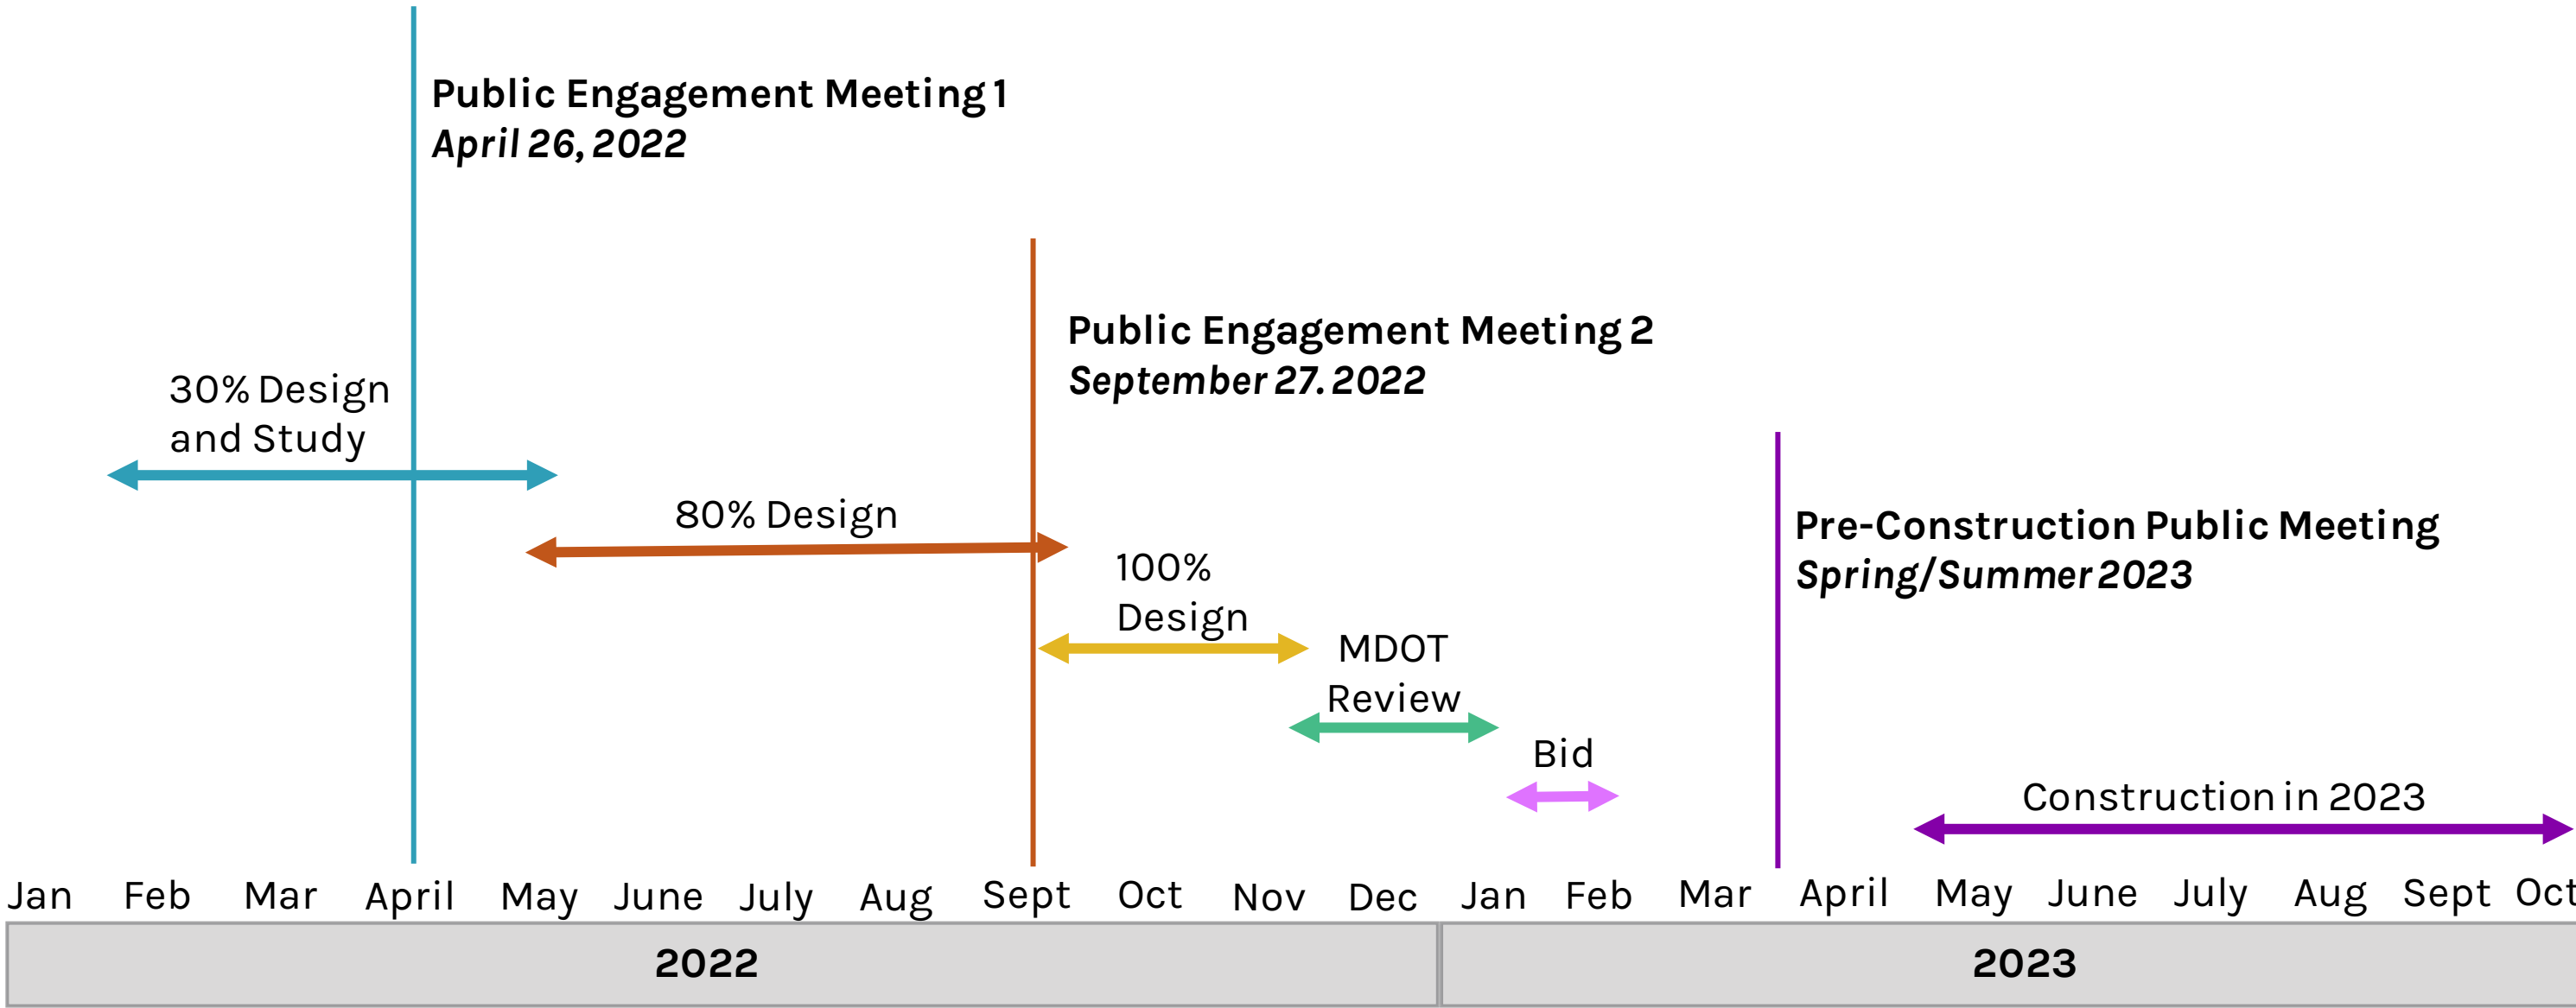 Public Engagement Meeting 1
April 26, 2022
Public Engagement Meeting 2
September 27. 2022
30% Design
and Study
80% Design
Pre-Construction Public Meeting
Spring/Summer 2023
100%
Design
MDOT
Review
Bid
Construction in 2023
Jan Feb Mar April May June July Aug Sept Oct Nov Dec Jan Feb Mar April May June July Aug Sept Oct
2022 2023